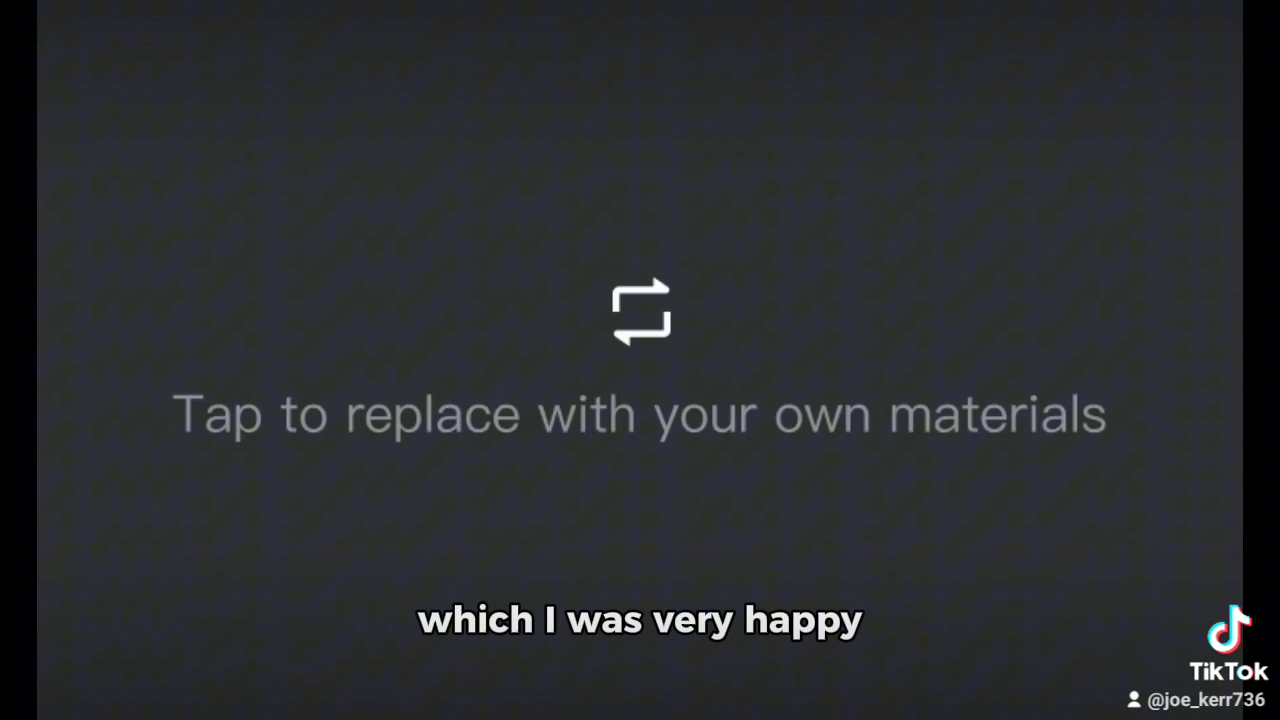 Tap to replace with your own materials
which I was very happy
TikTok
@joe_kerr736